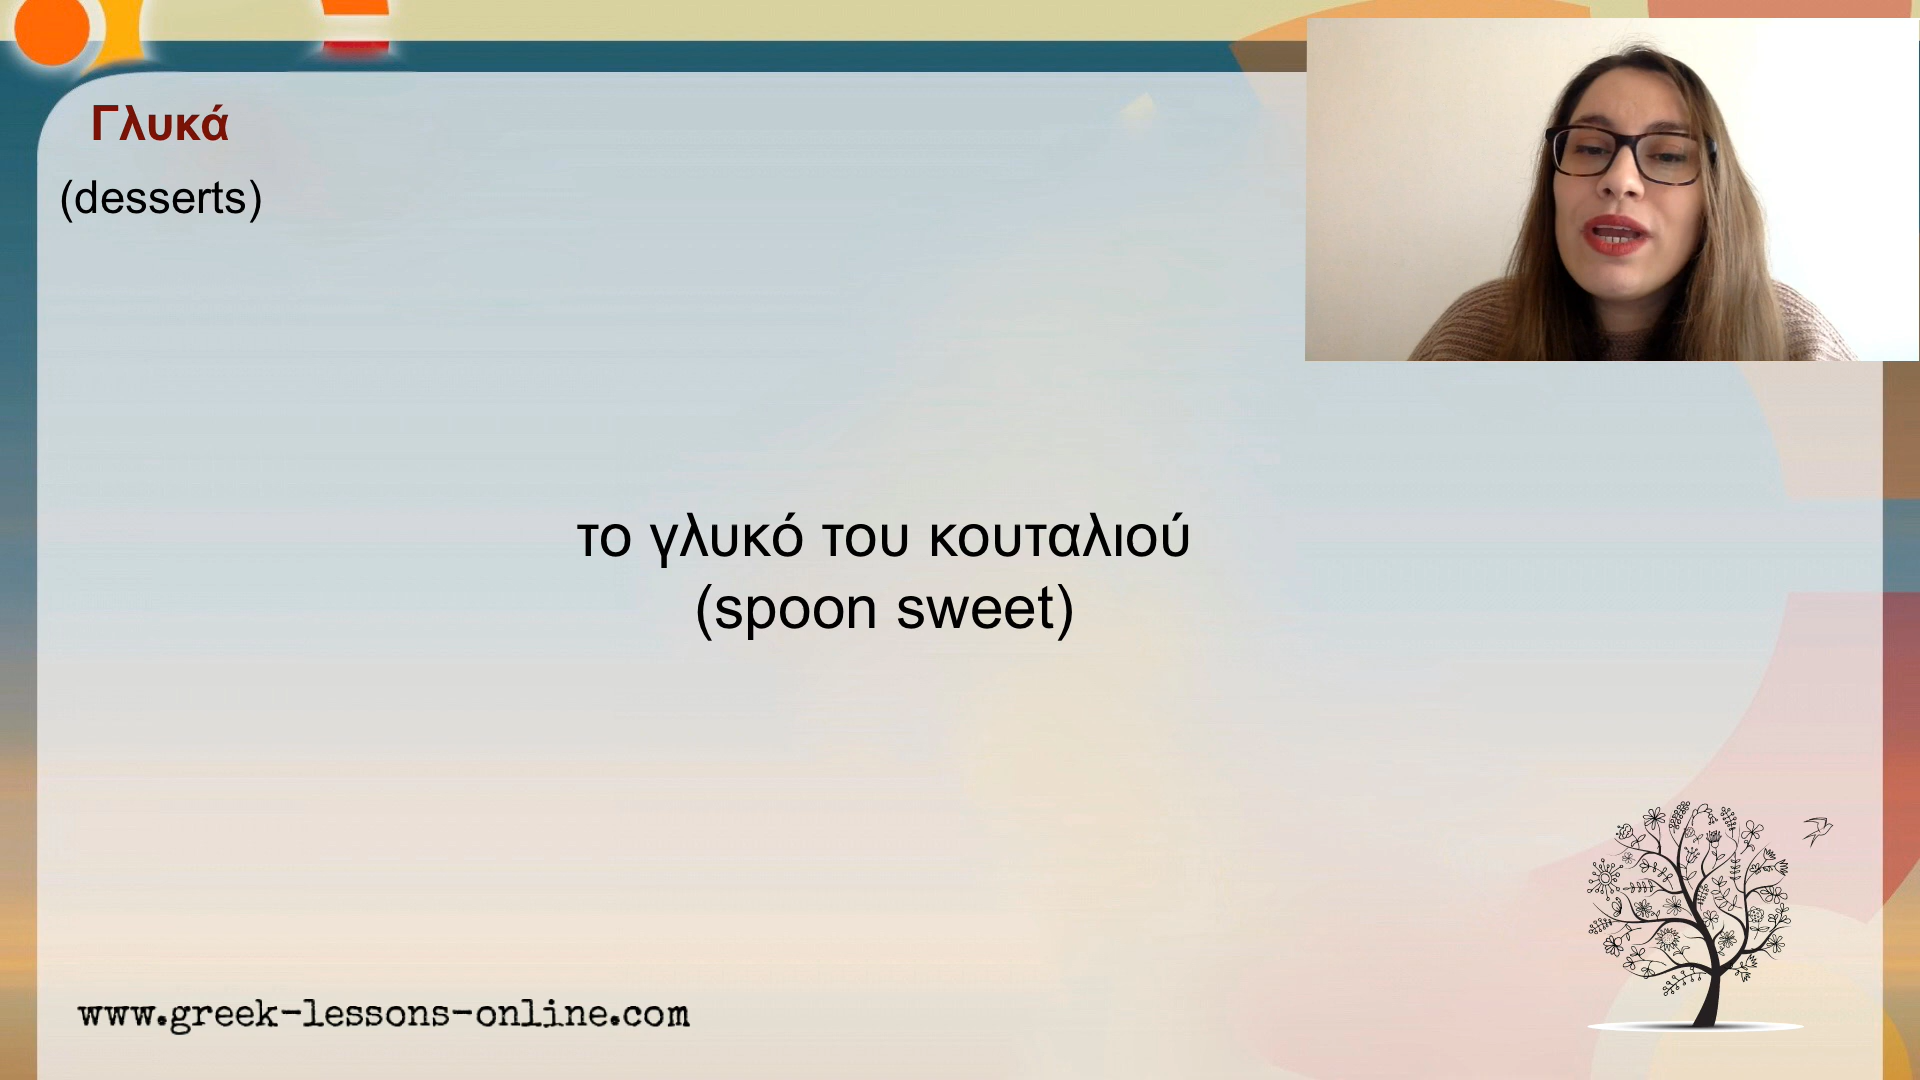 Γλυκά
(desserts)
το γλυκό του κουταλιού
(spoon sweet)
www.greek-lessons-online.com